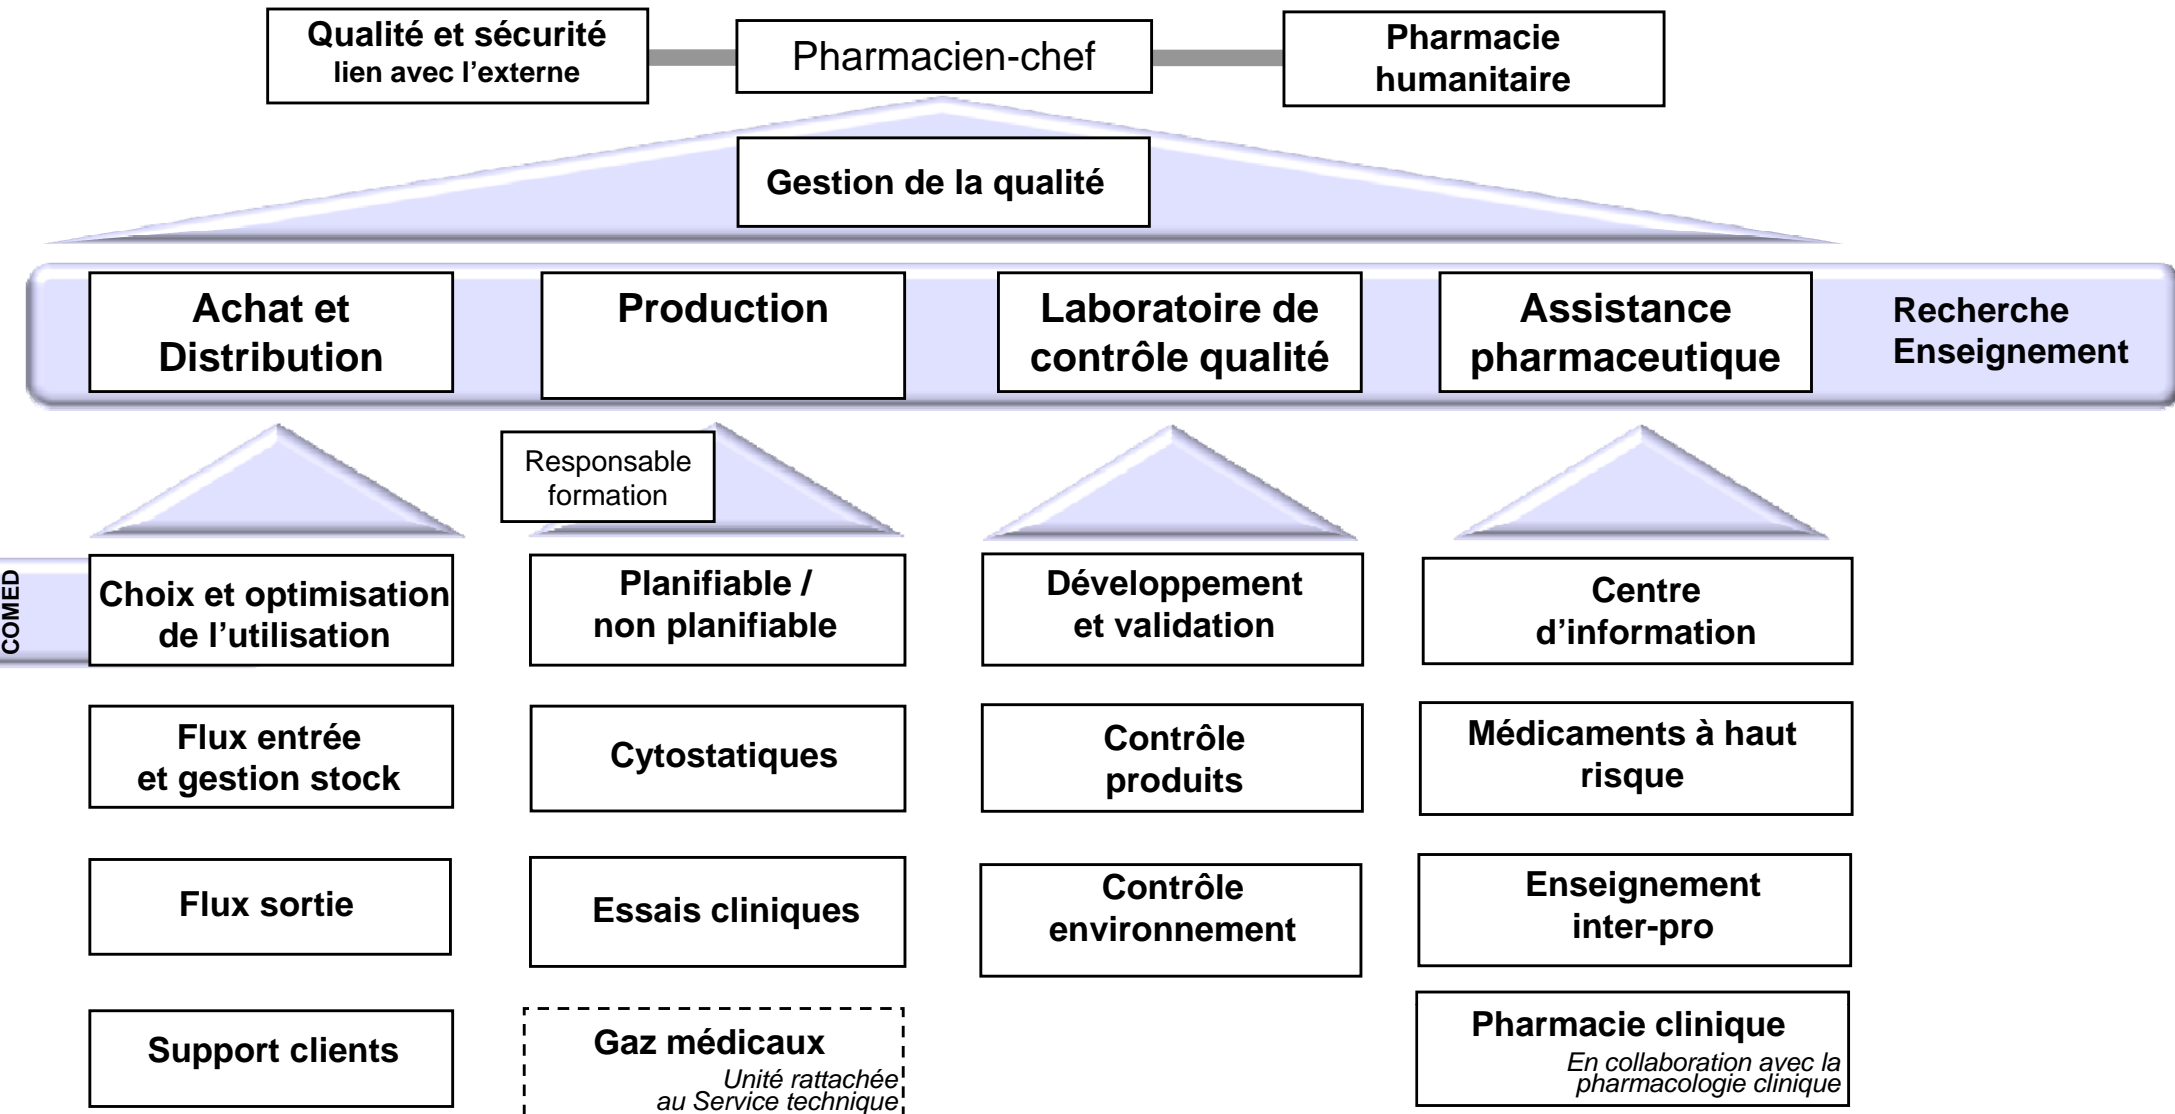 Qualité et sécurité
lien avec l'externe
Pharmacien-chef
Pharmacie
humanitaire
Gestion de la qualité
Achat et
Distribution
Production
Laboratoire de
contrôle qualité
Assistance
pharmaceutique
Recherche
Enseignement
Responsable
formation
COMED
Choix et optimisation
de l'utilisation
Planifiable /
non planifiable
Développement
et validation
Centre
d'information
Flux entrée
et gestion stock
Cytostatiques
Contrôle
produits
Médicaments à haut
risque
Flux sortie
Essais cliniques
Contrôle
environnement
Enseignement
inter-pro
Support clients
Gaz médicaux
Unité rattachée
au Service technique
Pharmacie clinique
En collaboration avec la
pharmacologie clinique